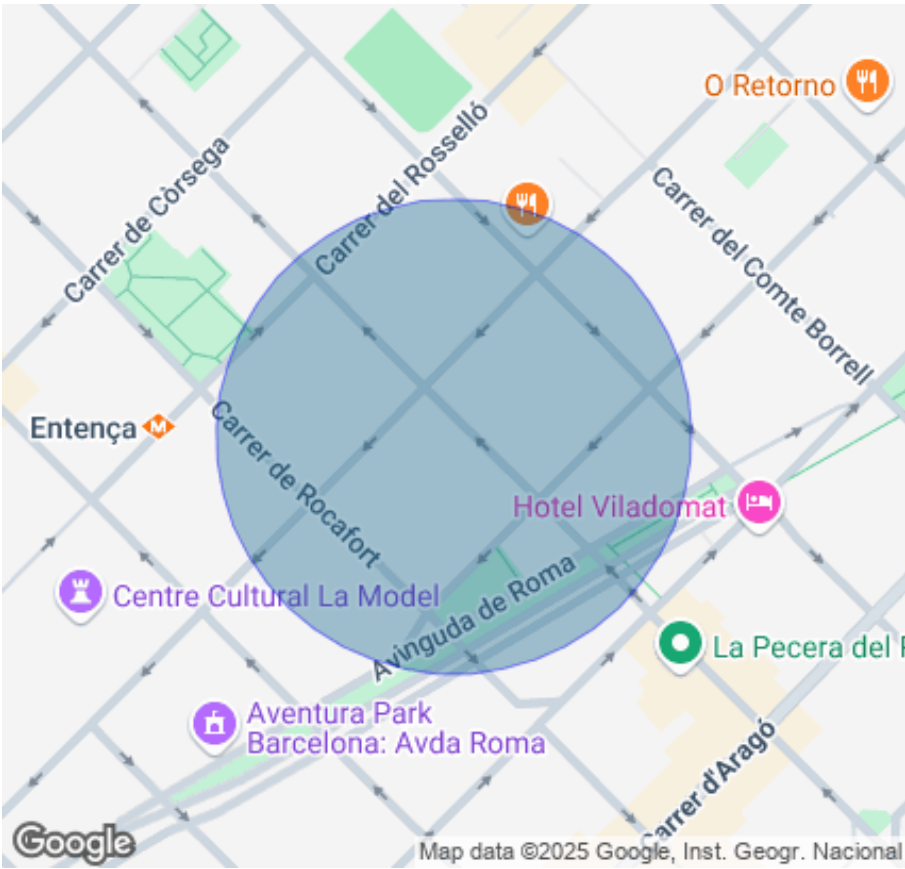 O Retorno
Carrer de Còrsega
Carrer del Rosselló
Carrer del Comte Borrell
Entença
M
Carrer de Rocafort
Hotel Viladomat
Centre Cultural La Model
Avinguda de Roma
La Pecera del
Aventura Park
Barcelona: Avda Roma
Carrer d'Aragó
Google
Map data ©2025 Google, Inst. Geogr. Nacional